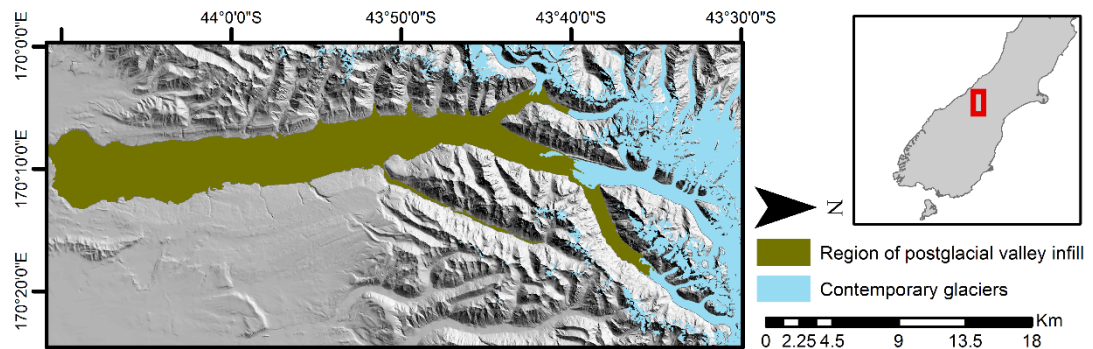 44°0'0"S 43°50'0"S 43°40'0"S 43°30'0"S
170°0'0"E
170°10'0"E
170°20'0"E
N
Region of postglacial valley infill
Contemporary glaciers
Km
0 2.25 4.5 9 13.5 18